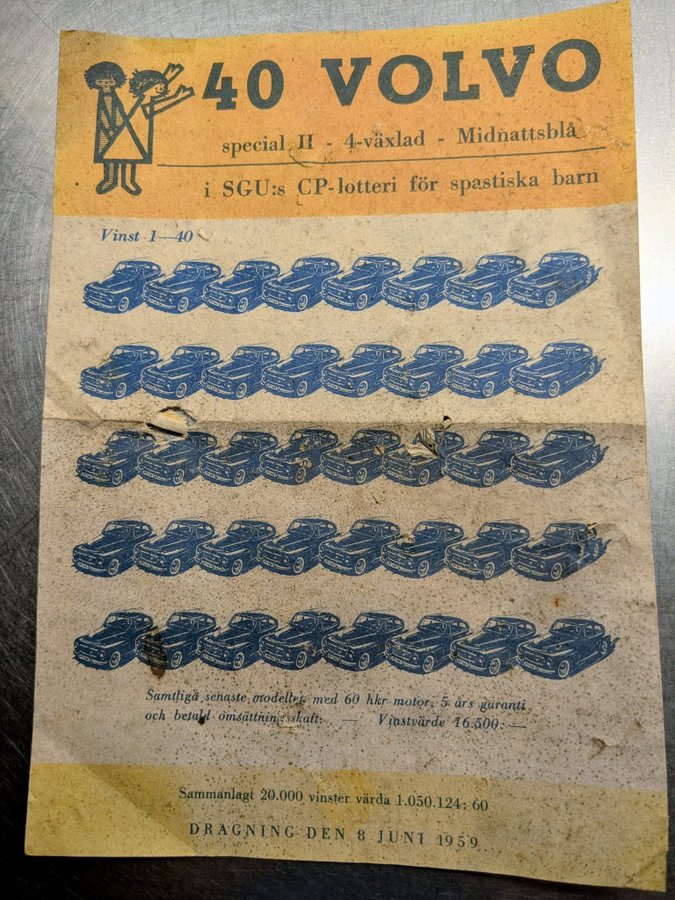 40 VOLVO
special II - 4-växlad - Midnattsblå
i SGU:s CP-lotteri för spastiska barn
Vinst 1—40
Samtliga senaste modeller, med 60 hkr motor, 5 års garanti
och betald omsättningsskatt. — Vinstvärde 16.500:—
Sammanlagt 20.000 vinster värda 1.050.124:60
DRAGNING DEN 8 JUNI 1959